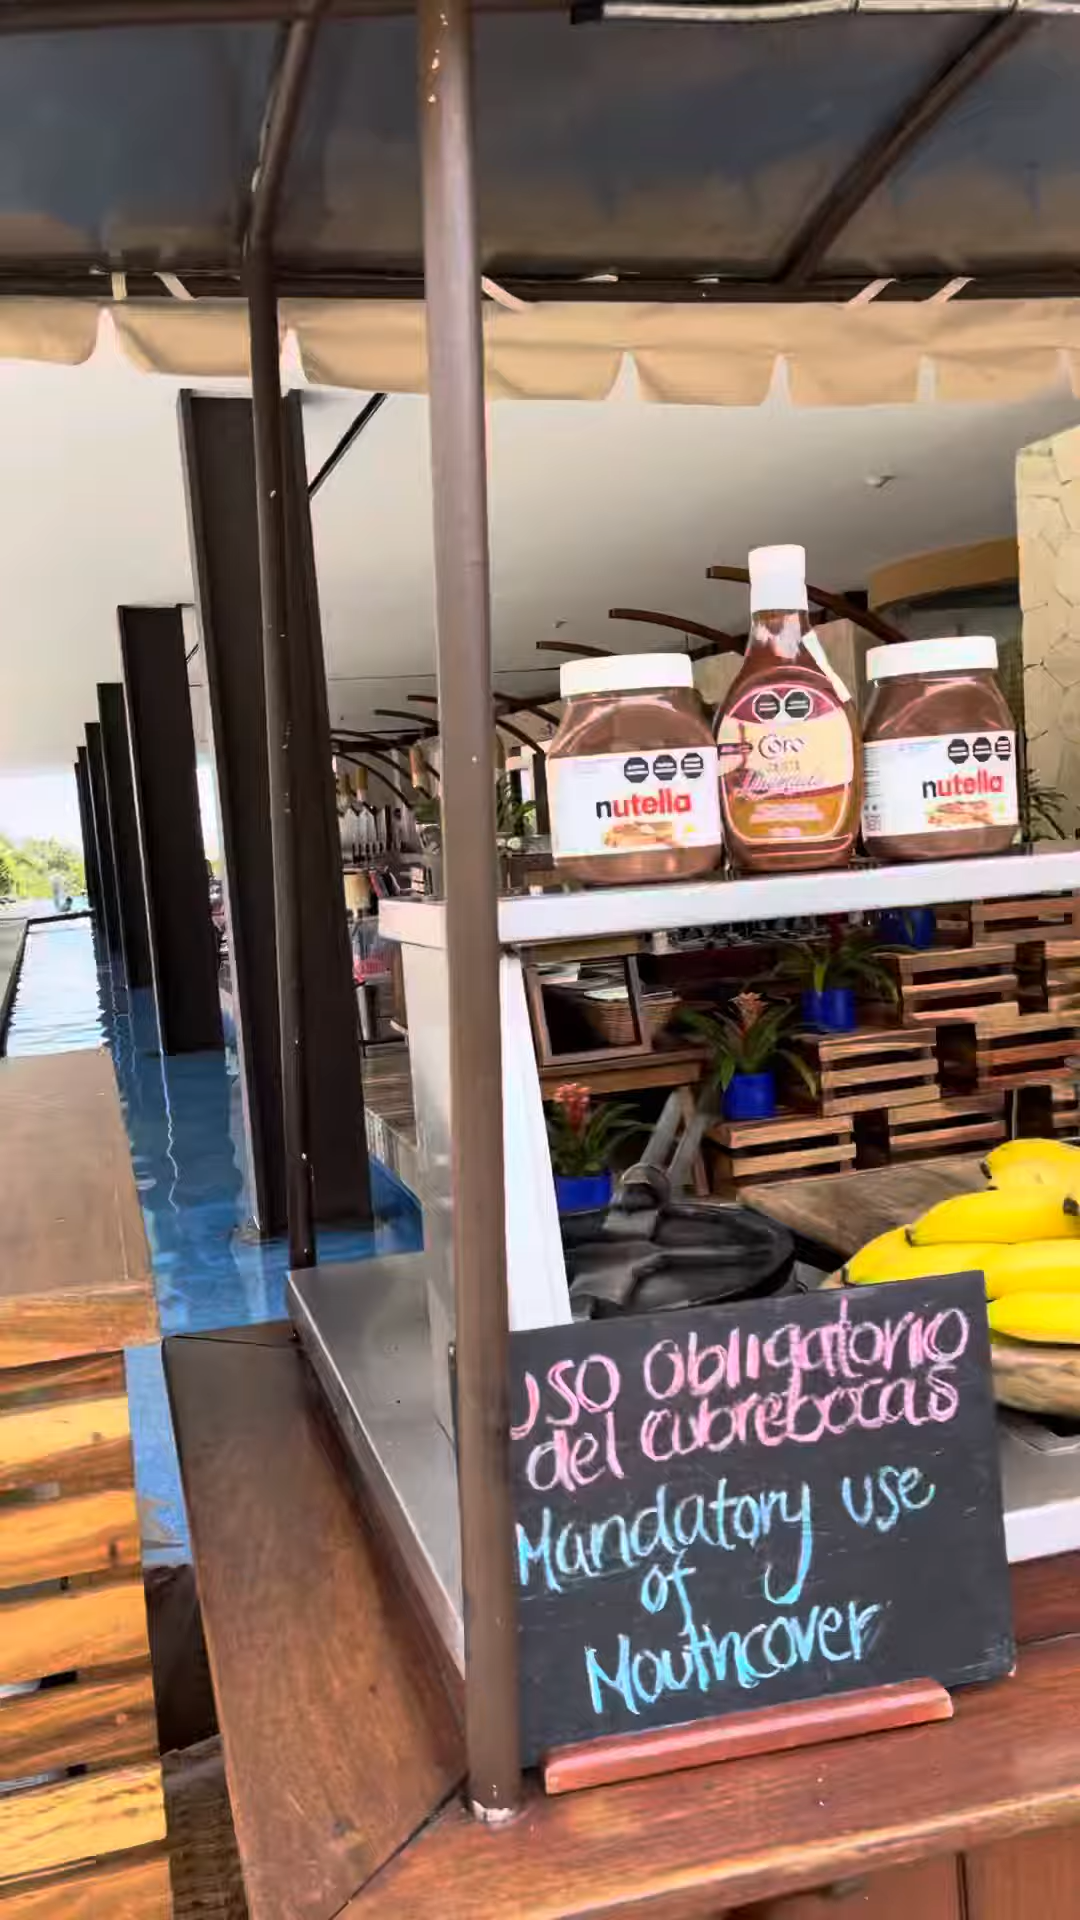 nutella
Coro
nutella
uso obligatorio
del cubrebocas
Mandatory use
of
Mouthcover